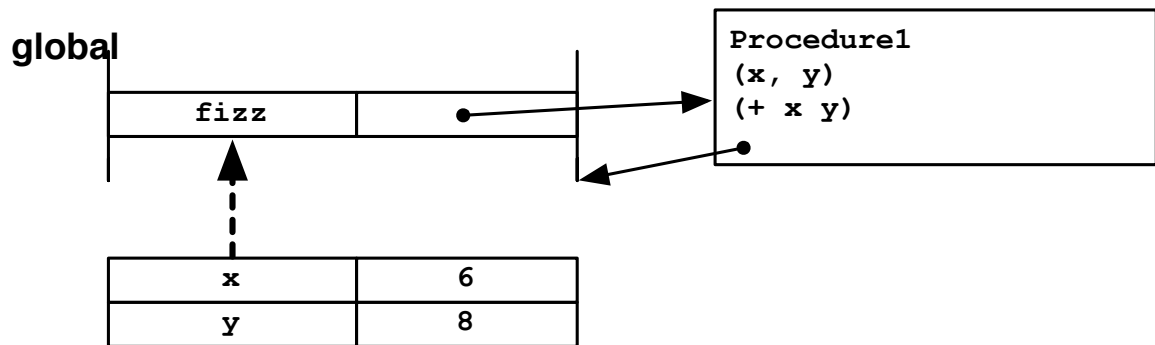 global
Procedure1
(x, y)
(+ x y)
fizz
x 6
y 8